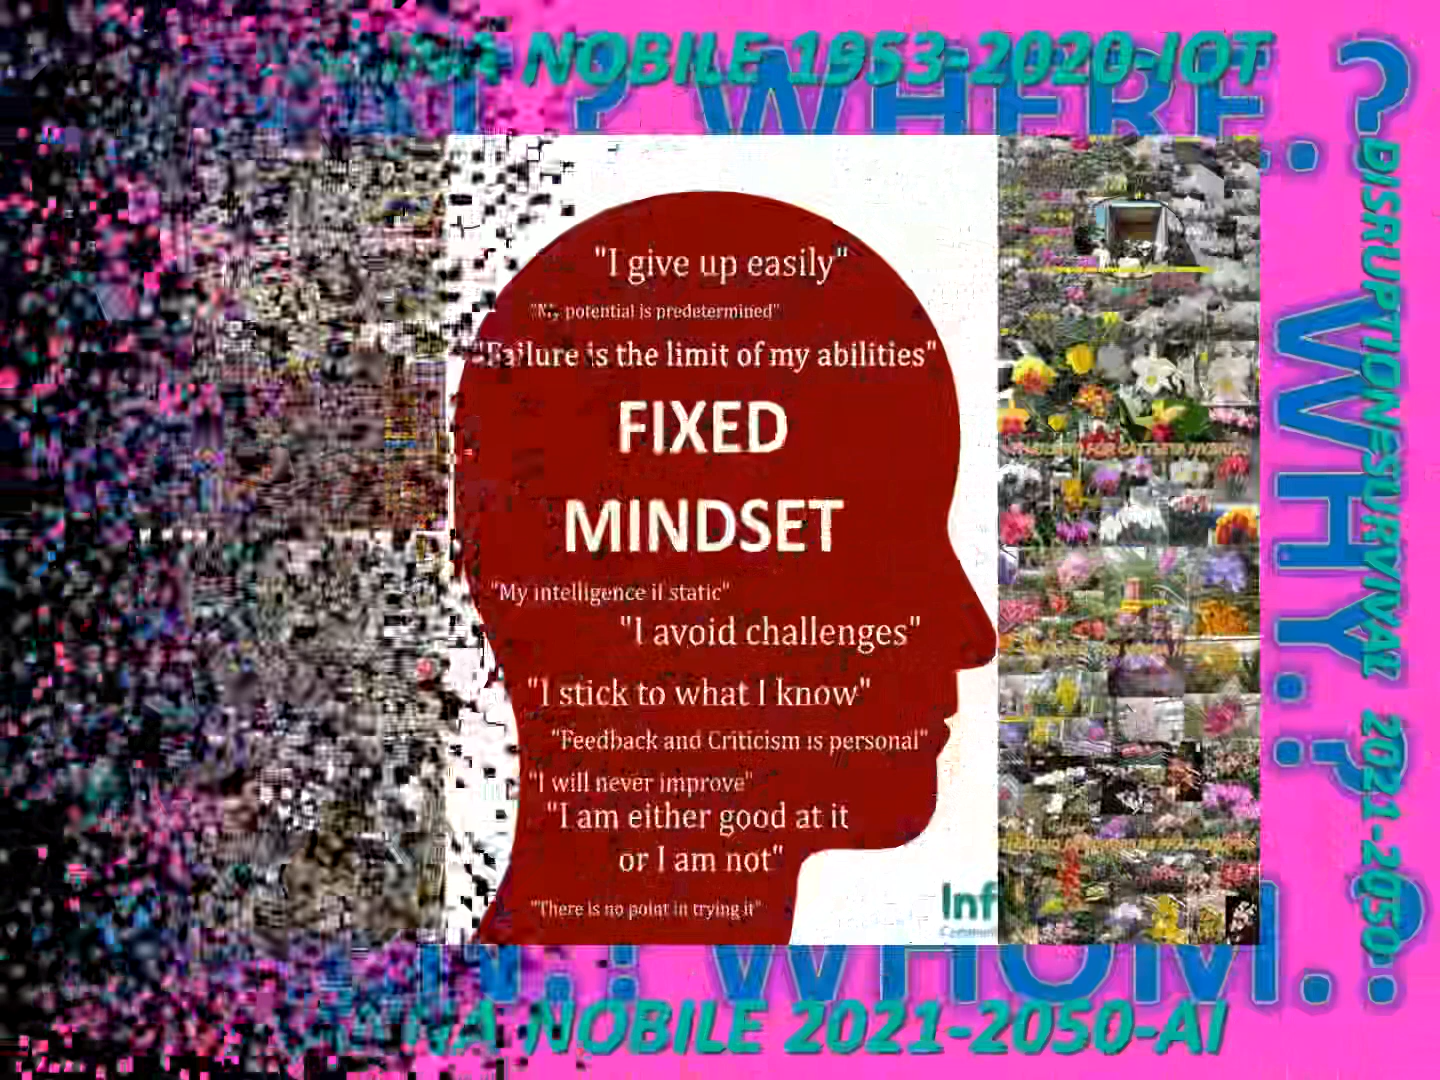 NOBILE 1953-2020-IOT
? WHERE.?
"I give up easily"
"My potential is predetermined"
"Failure is the limit of my abilities"
FIXED
MINDSET
"My intelligence if static"
"I avoid challenges"
"I stick to what I know"
"Feedback and Criticism is personal"
"I will never improve"
"I am either good at it
or I am not"
"There is no point in trying it"
Inf
WHY.?
SURVIVAL 2021-2050
WHOM.?
NA NOBILE 2021-2050-AI